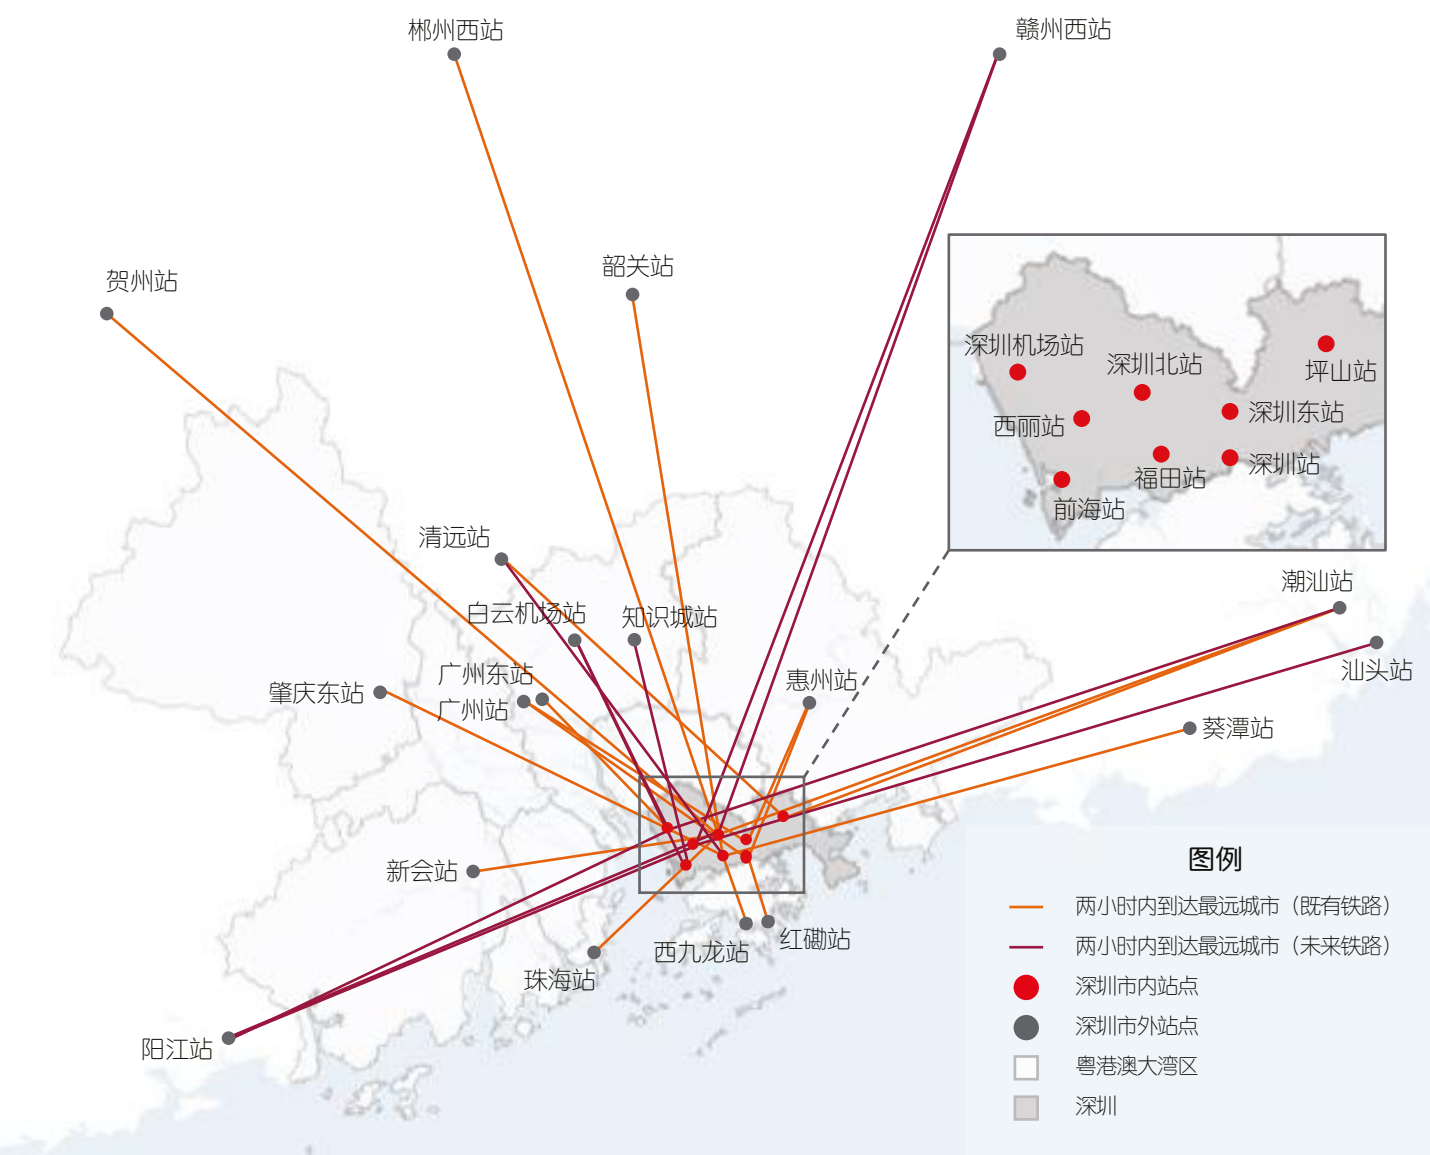 郴州西站
赣州西站
韶关站
贺州站
深圳机场站
深圳北站
坪山站
深圳东站
西丽站
深圳站
福田站
前海站
清远站
潮汕站
白云机场站
知识城站
汕头站
广州东站
惠州站
肇庆东站
广州站
葵潭站
新会站
西九龙站
红磡站
珠海站
阳江站
图例
两小时内到达最远城市（既有铁路）
两小时内到达最远城市（未来铁路）
深圳市内站点
深圳市外站点
粤港澳大湾区
深圳